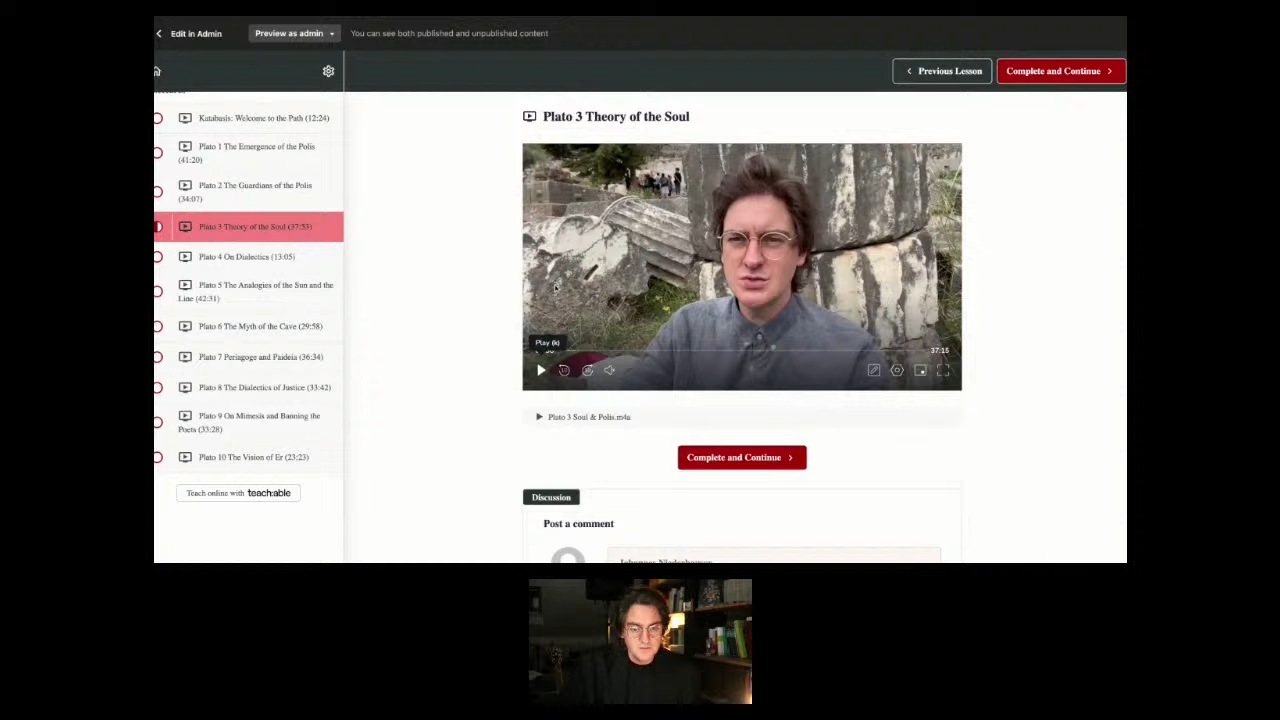 Edit in Admin
Preview as admin
You can see both published and unpublished content
Previous Lesson
Complete and Continue
Katabasis: Welcome to the Path (12:24)
Plato 1 The Emergence of the Polis
(41:20)
Plato 2 The Guardians of the Polis
(34:07)
Plato 3 Theory of the Soul (37:53)
Plato 4 On Dialectics (13:05)
Plato 5 The Analogies of the Sun and the
Line (42:31)
Plato 6 The Myth of the Cave (29:58)
Plato 7 Periagoge and Paideia (36:34)
Plato 8 The Dialectics of Justice (33:42)
Plato 9 On Mimesis and Banning the
Poets (33:28)
Plato 10 The Vision of Er (23:23)
Teach online with teach:able
Plato 3 Theory of the Soul
Play (k)
37:15
10
Plato 3 Soul & Polis.m4a
Complete and Continue
Discussion
Post a comment